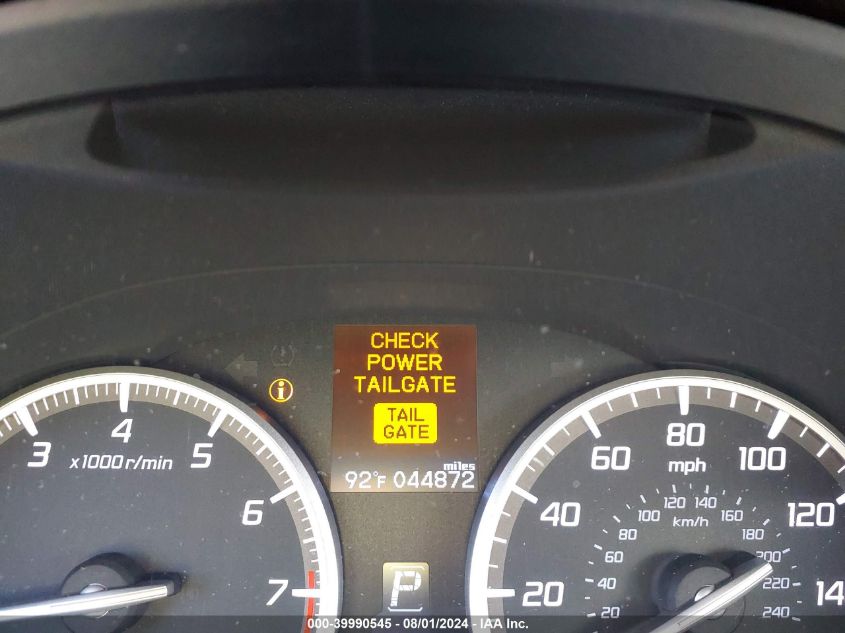 CHECK
POWER
TAILGATE
TAIL
GATE
miles
92°F 044872
3 4 5 6 7
x1000r/min
P
20 40 60 80 100 120 14
mph
20 40 60 80 100 120 140 160 180 200 220 240
km/h
000-39990545 - 08/01/2024 - IAA Inc.